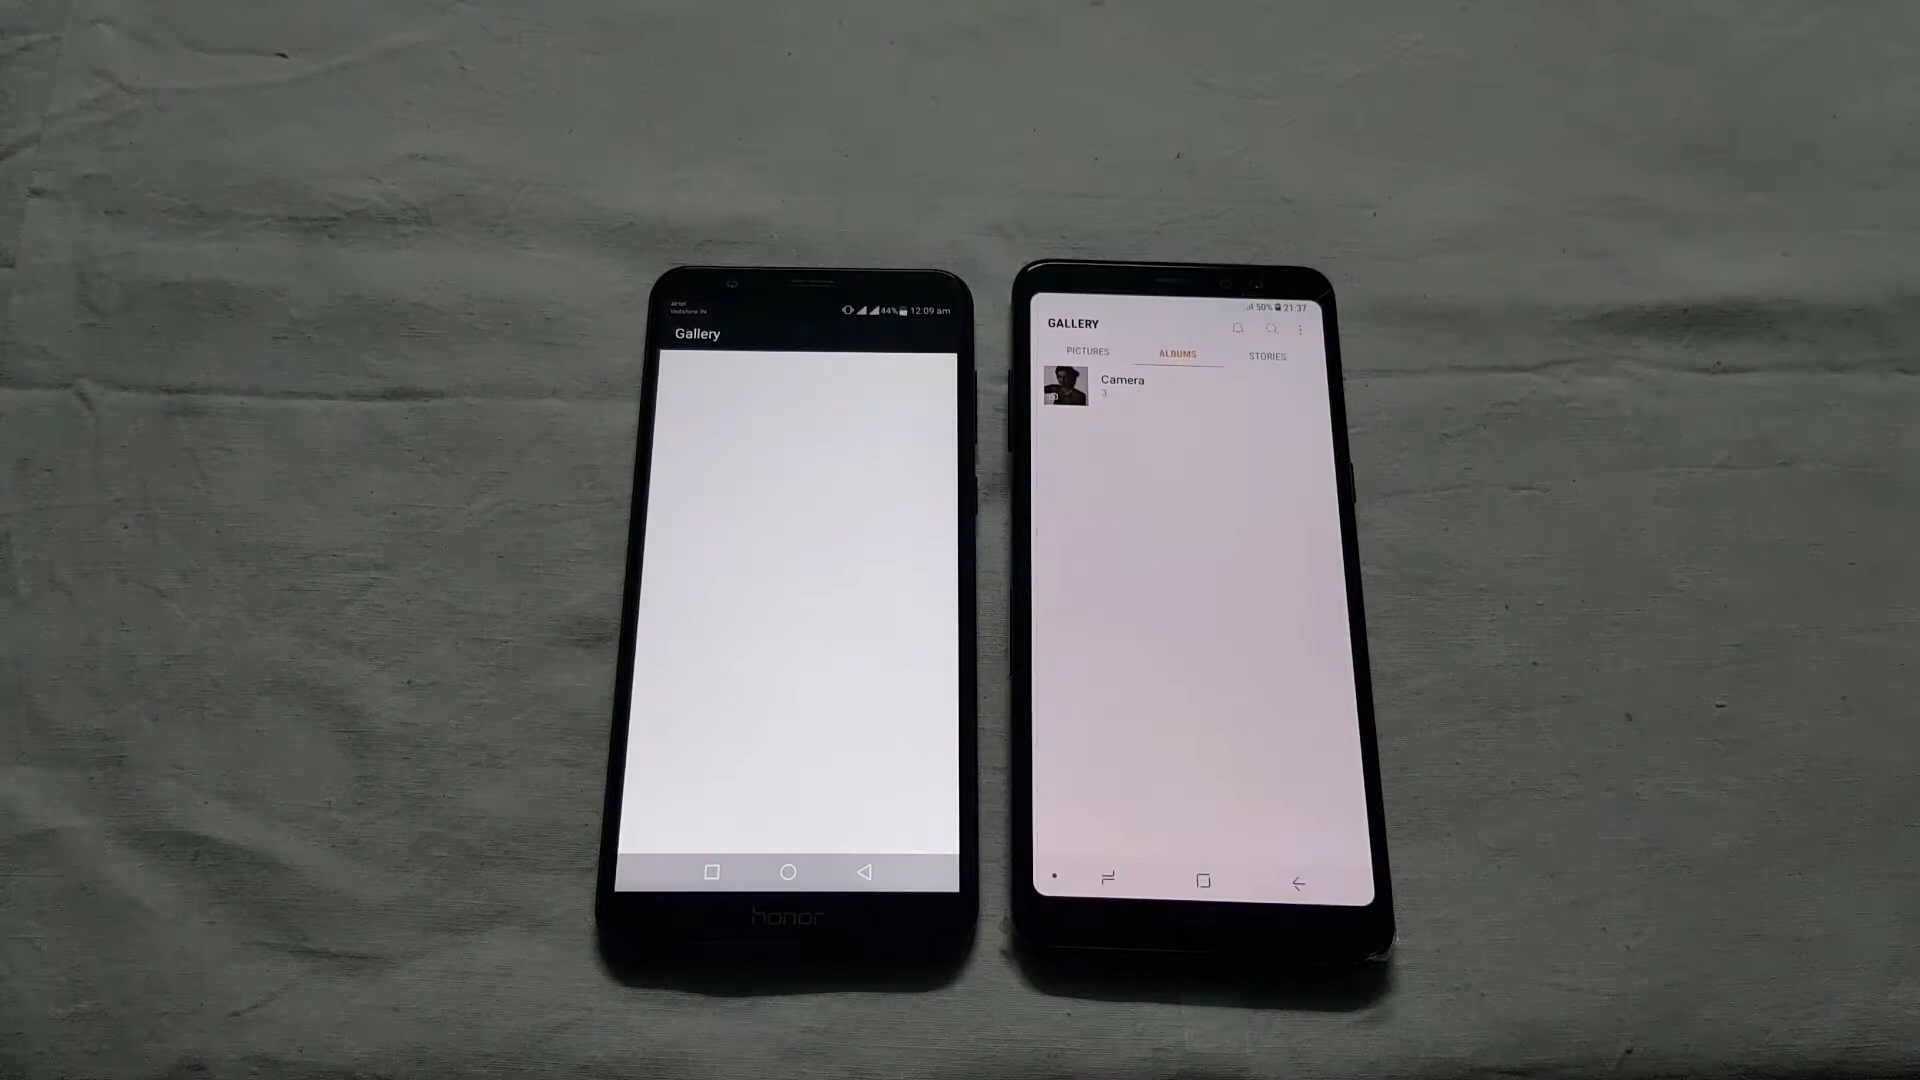 airtel
Vodafone IN
44% 12:09 am
Gallery
honor
50% 21:37
GALLERY
PICTURES ALBUMS STORIES
Camera
3